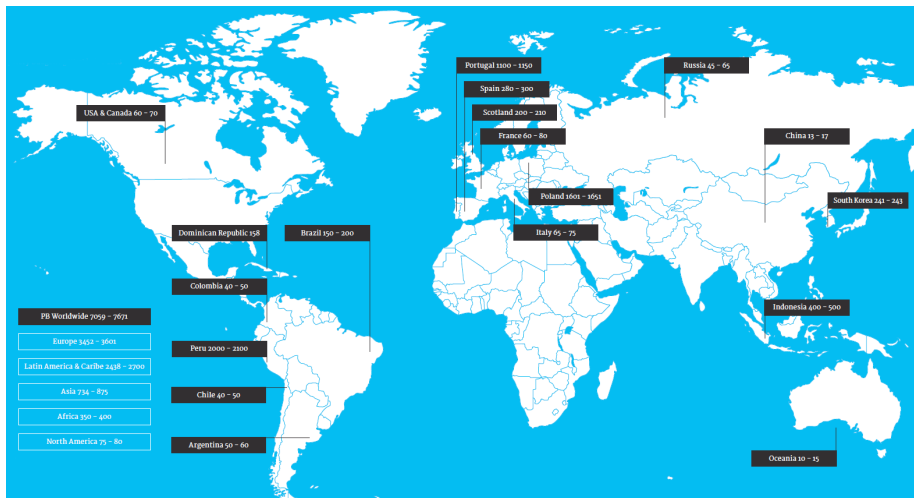 Portugal 1100 – 1150
Russia 45 – 65
Spain 280 – 300
USA & Canada 60 – 70
Scotland 200 – 210
France 60 – 80
China 13 – 17
Poland 1601 – 1651
South Korea 241 – 243
Dominican Republic 158
Brazil 150 – 200
Italy 65 – 75
Colombia 40 – 50
Indonesia 400 – 500
PB Worldwide 7059 – 7671
Europe 3452 – 3601
Peru 2000 – 2100
Latin America & Caribe 2438 – 2700
Asia 734 – 875
Chile 40 – 50
Africa 350 – 400
North America 75 – 80
Argentina 50 – 60
Oceania 10 – 15